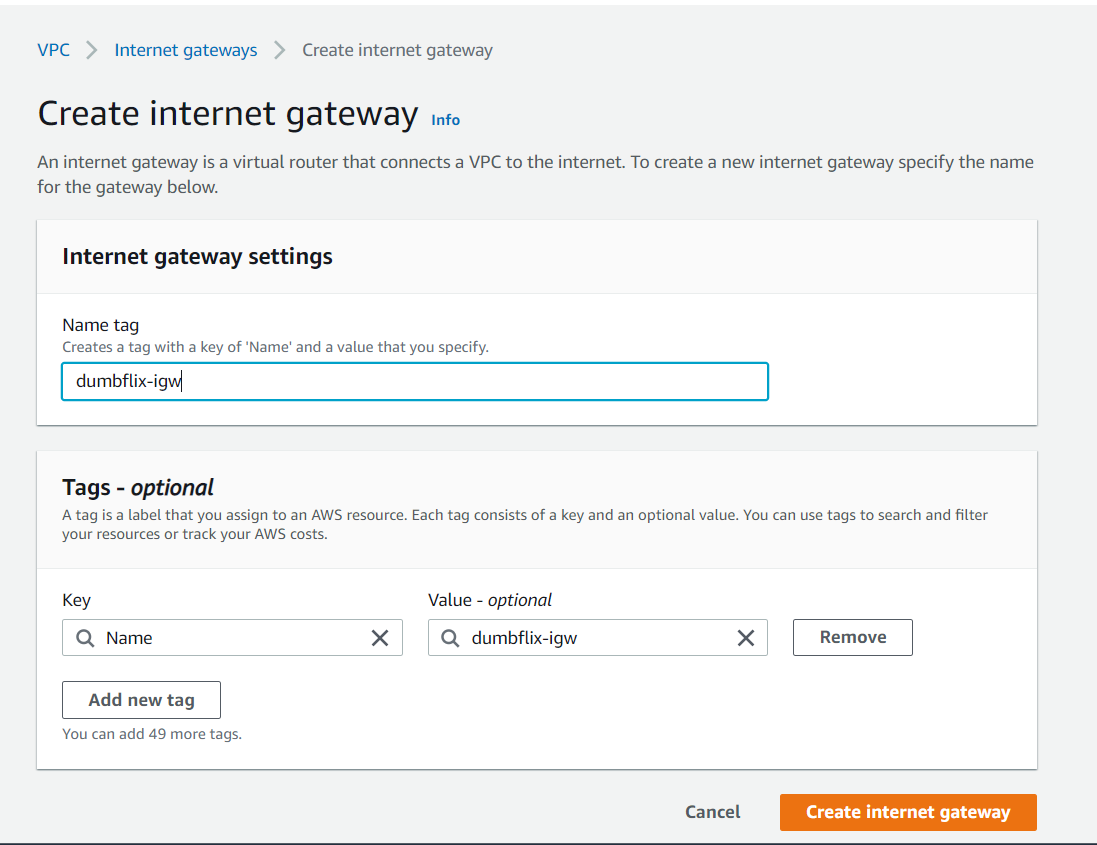 VPC > Internet gateways > Create internet gateway
Create internet gateway Info
An internet gateway is a virtual router that connects a VPC to the internet. To create a new internet gateway specify the name
for the gateway below.
Internet gateway settings
Name tag
Creates a tag with a key of 'Name' and a value that you specify.
dumbflix-igw
Tags - optional
A tag is a label that you assign to an AWS resource. Each tag consists of a key and an optional value. You can use tags to search and filter
your resources or track your AWS costs.
Key Value - optional
Name dumbflix-igw Remove
Add new tag
You can add 49 more tags.
Cancel Create internet gateway